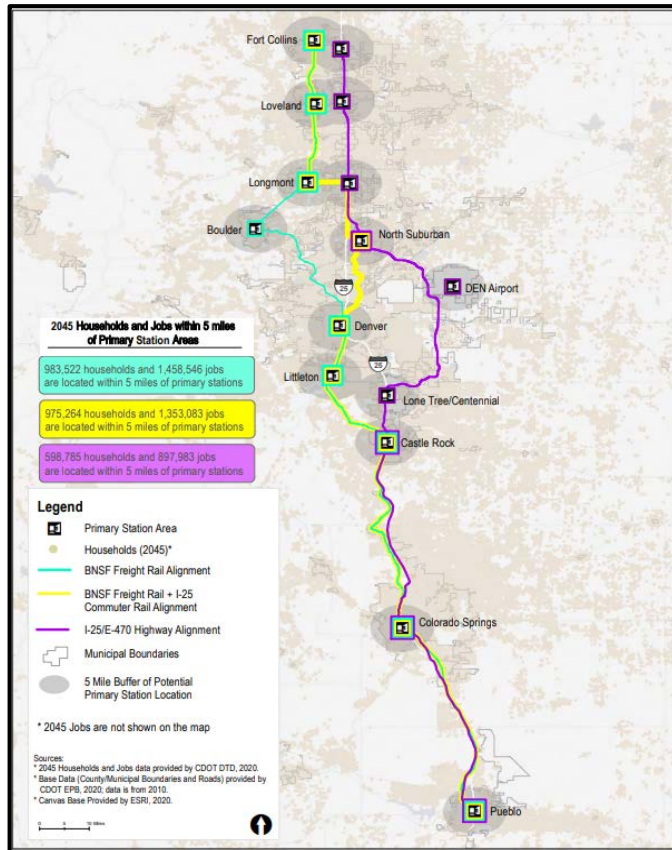 Fort Collins
Loveland
Longmont
Boulder
North Suburban
25
DEN Airport
Denver
25
Littleton
Lone Tree/Centennial
Castle Rock
Colorado Springs
Pueblo
2045 Households and Jobs within 5 miles
of Primary Station Areas
983,522 households and 1,458,546 jobs
are located within 5 miles of primary stations
975,264 households and 1,353,083 jobs
are located within 5 miles of primary stations
598,785 households and 897,983 jobs
are located within 5 miles of primary stations
Legend
Primary Station Area
Households (2045)*
BNSF Freight Rail Alignment
BNSF Freight Rail + I-25
Commuter Rail Alignment
I-25/E-470 Highway Alignment
Municipal Boundaries
5 Mile Buffer of Potential
Primary Station Location
* 2045 Jobs are not shown on the map
Sources:
* 2045 Households and Jobs data provided by CDOT DTD, 2020.
* Base Data (County/Municipal Boundaries and Roads) provided by
CDOT EPB, 2020; data is from 2010.
* Canvas Base Provided by ESRI, 2020.
0 5 10 Miles